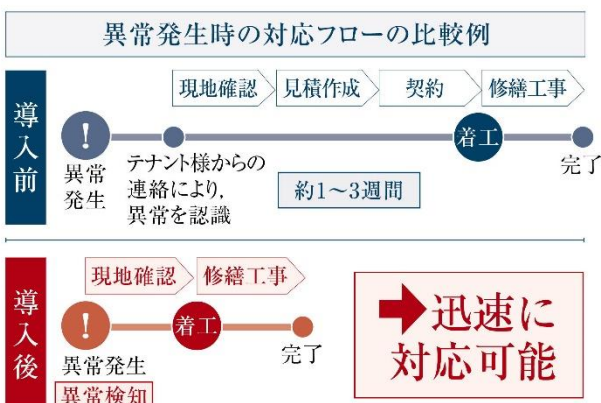 異常発生時の対応フローの比較例
導入前
現地確認
見積作成
契約
修繕工事
!
着工
異常
発生
テナント様からの
連絡により,
異常を認識
約1〜3週間
完了
導入後
現地確認
修繕工事
!
着工
異常発生
異常検知
完了
➡迅速に
対応可能